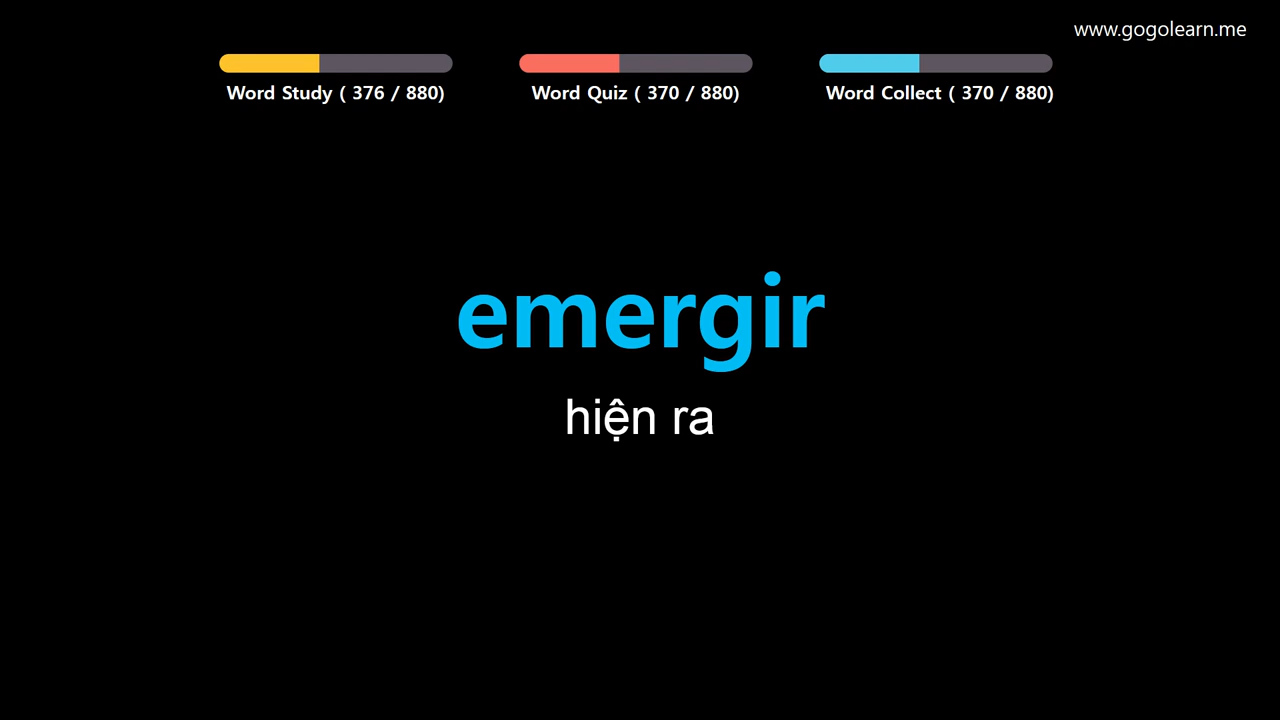 www.gogolearn.me
Word Study ( 376 / 880)
Word Quiz ( 370 / 880)
Word Collect ( 370 / 880)
emergir
hiện ra